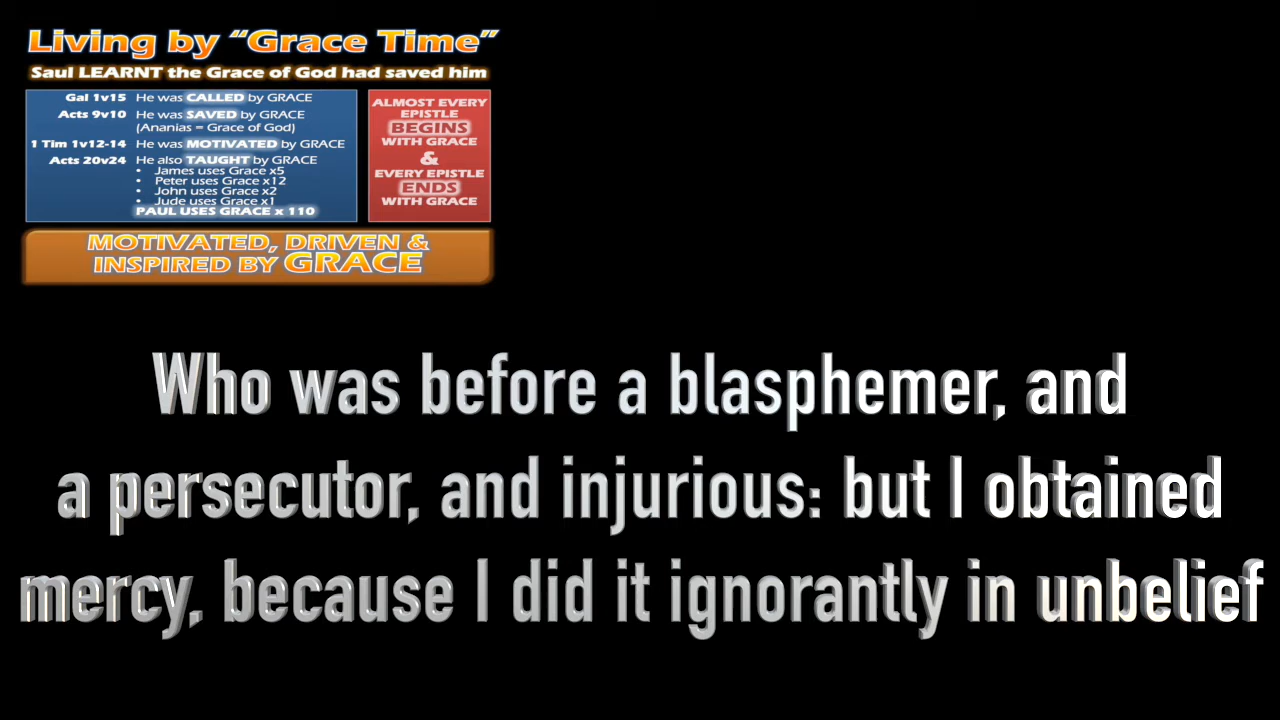 Living by “Grace Time”
Saul LEARNT the Grace of God had saved him
Gal 1v15 He was CALLED by GRACE
Acts 9v10 He was SAVED by GRACE
(Ananias = Grace of God)
1 Tim 1v12-14 He was MOTIVATED by GRACE
Acts 20v24 He also TAUGHT by GRACE
• James uses Grace x5
• Peter uses Grace x12
• John uses Grace x2
• Jude uses Grace x1
PAUL USES GRACE x 110
ALMOST EVERY
EPISTLE
BEGINS
WITH GRACE
&
EVERY EPISTLE
ENDS
WITH GRACE
MOTIVATED, DRIVEN &
INSPIRED BY GRACE
Who was before a blasphemer, and
a persecutor, and injurious: but I obtained
mercy, because I did it ignorantly in unbelief